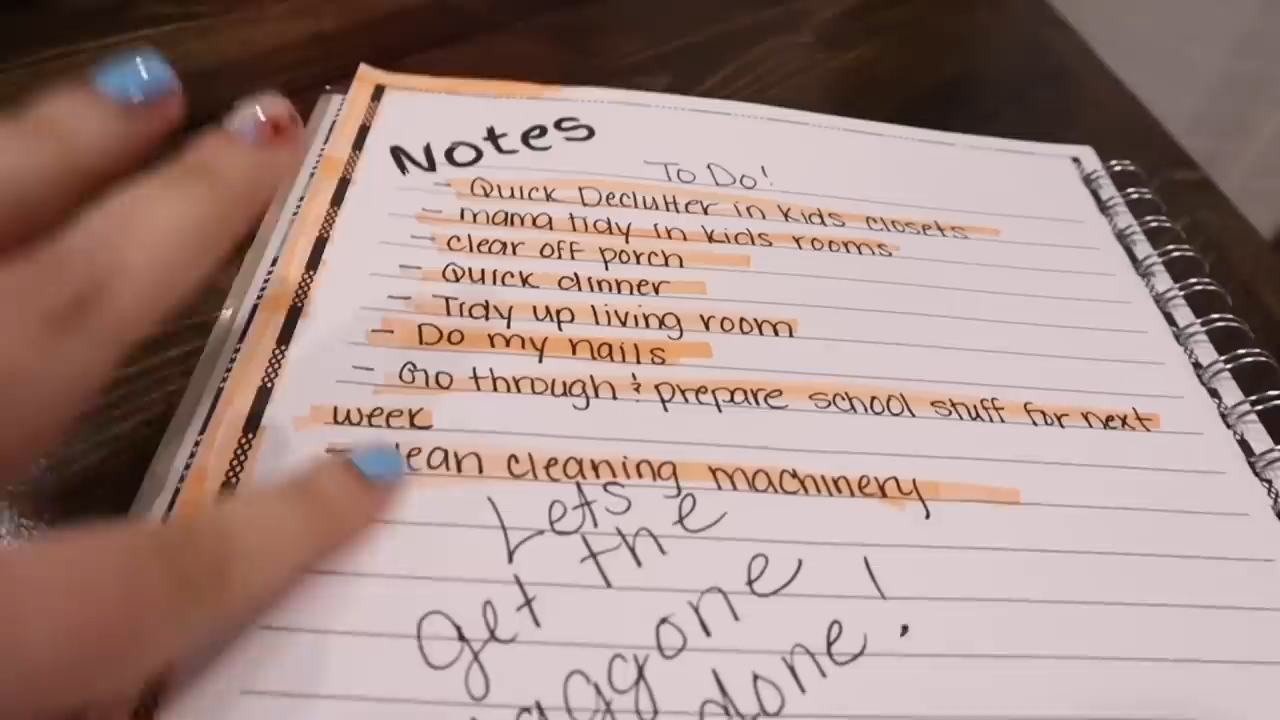 Notes
To Do!
- Quick Declutter in kids closets
- mama tidy in kids rooms
- clear off porch
- Quick dinner
- Tidy up living room
- Do my nails
- Go through & prepare school stuff for next
week
- lean cleaning machinery
Lets
the
get
one
done!